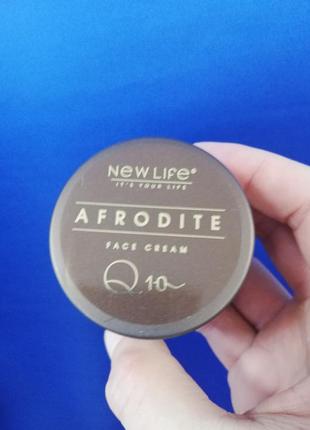 NEW LIFE®
IT'S YOUR LIFE
AFRODITE
FACE CREAM
Q10